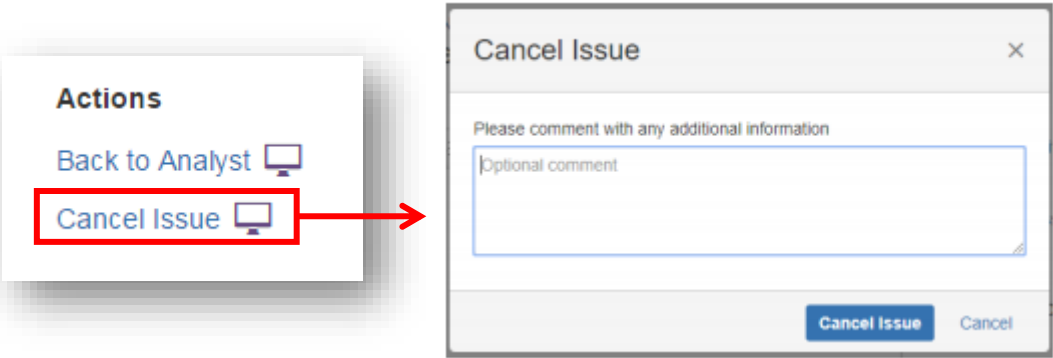 Actions
Back to Analyst
Cancel Issue
Cancel Issue
Please comment with any additional information
Optional comment
Cancel Issue
Cancel